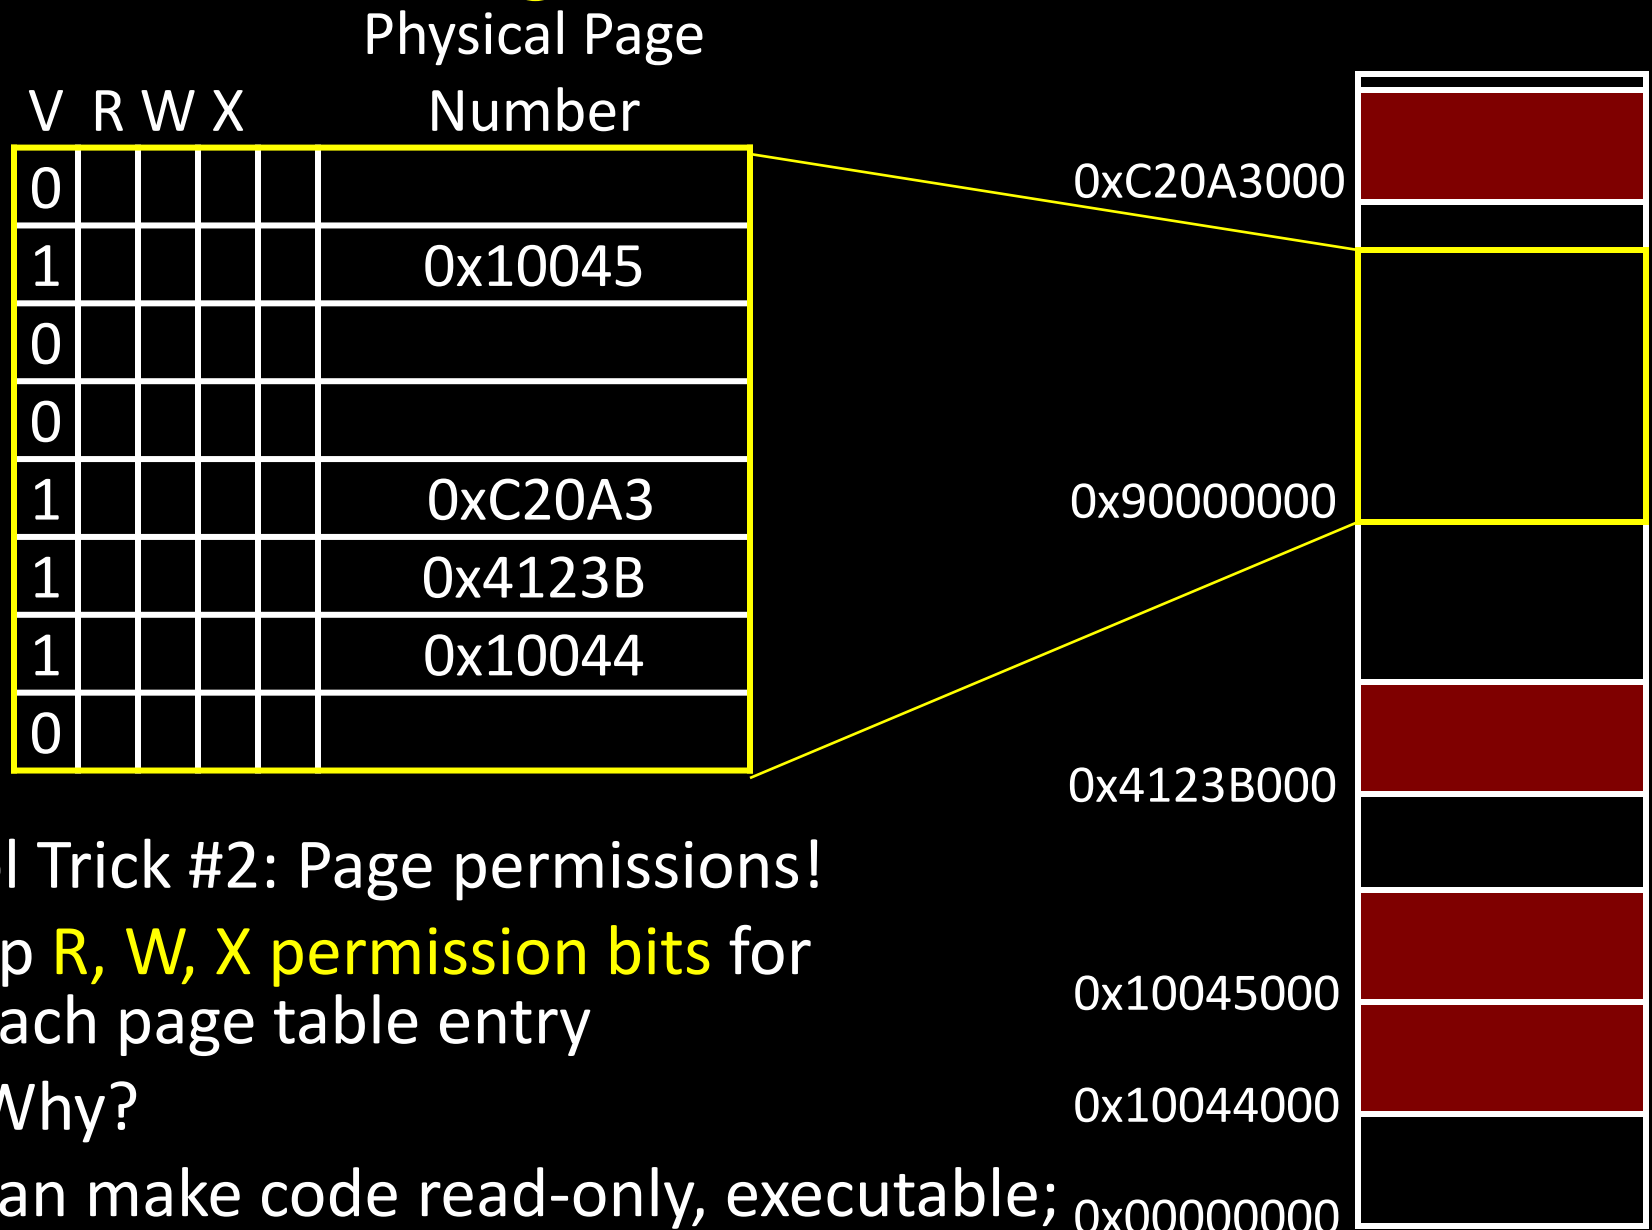 Physical Page
V R W X Number
0
1 0x10045
0
0
1 0xC20A3
1 0x4123B
1 0x10044
0
0xC20A3000
0x90000000
0x4123B000
0x10045000
0x10044000
0x00000000
l Trick #2: Page permissions!
p R, W, X permission bits for
ach page table entry
Why?
an make code read-only, executable;